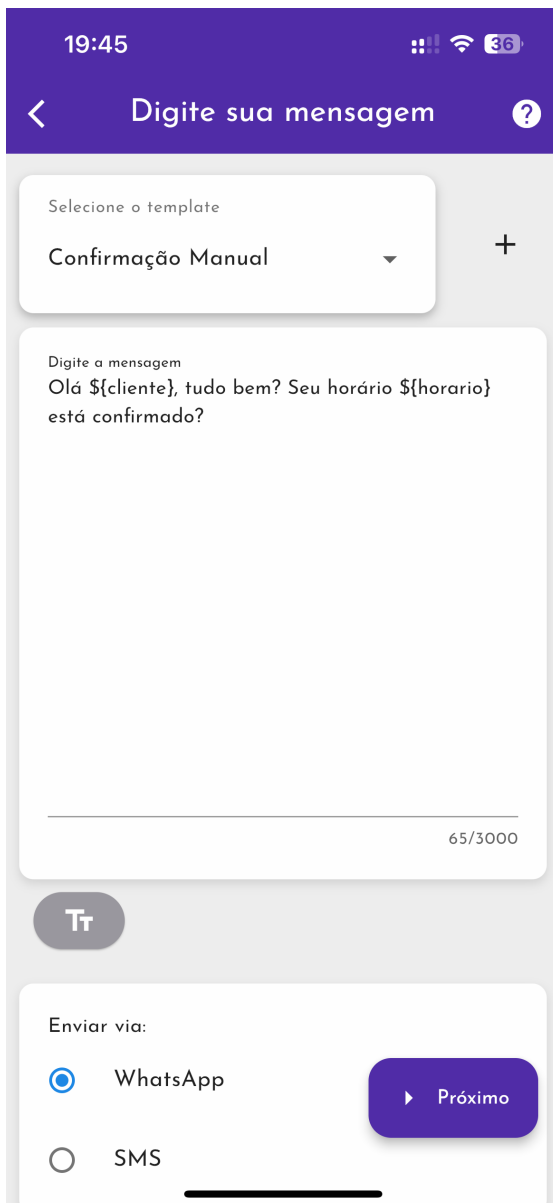 19:45
36
Digite sua mensagem
?
Selecione o template
Confirmação Manual
+
Digite a mensagem
Olá ${cliente}, tudo bem? Seu horário ${horario}
está confirmado?
65/3000
TT
Enviar via:
WhatsApp
Próximo
SMS